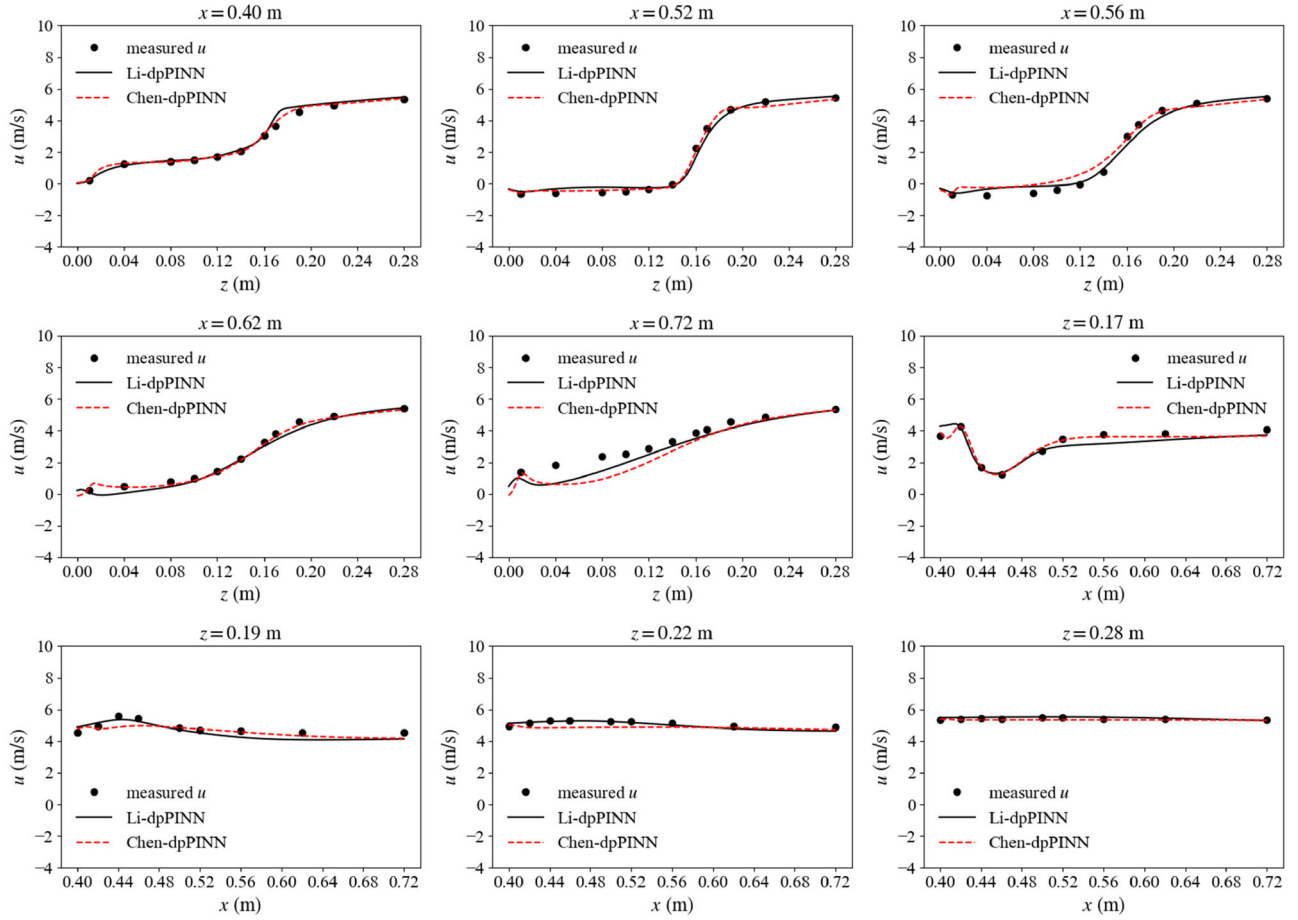 x = 0.40 m
10
8
6
4
2
0
−2
−4
u (m/s)
measured u
Li-dpPINN
Chen-dpPINN
0.00 0.04 0.08 0.12 0.16 0.20 0.24 0.28
z (m)
x = 0.52 m
10
8
6
4
2
0
−2
−4
u (m/s)
measured u
Li-dpPINN
Chen-dpPINN
0.00 0.04 0.08 0.12 0.16 0.20 0.24 0.28
z (m)
x = 0.56 m
10
8
6
4
2
0
−2
−4
u (m/s)
measured u
Li-dpPINN
Chen-dpPINN
0.00 0.04 0.08 0.12 0.16 0.20 0.24 0.28
z (m)
x = 0.62 m
10
8
6
4
2
0
−2
−4
u (m/s)
measured u
Li-dpPINN
Chen-dpPINN
0.00 0.04 0.08 0.12 0.16 0.20 0.24 0.28
z (m)
x = 0.72 m
10
8
6
4
2
0
−2
−4
u (m/s)
measured u
Li-dpPINN
Chen-dpPINN
0.00 0.04 0.08 0.12 0.16 0.20 0.24 0.28
z (m)
z = 0.17 m
10
8
6
4
2
0
−2
−4
u (m/s)
measured u
Li-dpPINN
Chen-dpPINN
0.40 0.44 0.48 0.52 0.56 0.60 0.64 0.68 0.72
x (m)
z = 0.19 m
10
8
6
4
2
0
−2
−4
u (m/s)
measured u
Li-dpPINN
Chen-dpPINN
0.40 0.44 0.48 0.52 0.56 0.60 0.64 0.68 0.72
x (m)
z = 0.22 m
10
8
6
4
2
0
−2
−4
u (m/s)
measured u
Li-dpPINN
Chen-dpPINN
0.40 0.44 0.48 0.52 0.56 0.60 0.64 0.68 0.72
x (m)
z = 0.28 m
10
8
6
4
2
0
−2
−4
u (m/s)
measured u
Li-dpPINN
Chen-dpPINN
0.40 0.44 0.48 0.52 0.56 0.60 0.64 0.68 0.72
x (m)